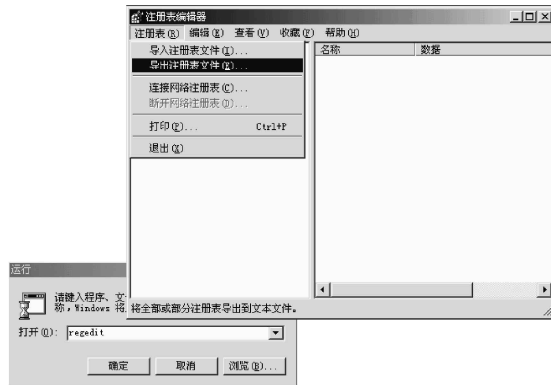 注册表编辑器
注册表(R) 编辑(E) 查看(V) 收藏(F) 帮助(H)
导入注册表文件(I)...
导出注册表文件(E)...
连接网络注册表(C)...
断开网络注册表(D)...
打印(P)... Ctrl+P
退出(X)
名称 数据
将全部或部分注册表导出到文本文件。
运行
请键入程序、文
称，Windows 将
打开(O): regedit
确定 取消 浏览(B)...